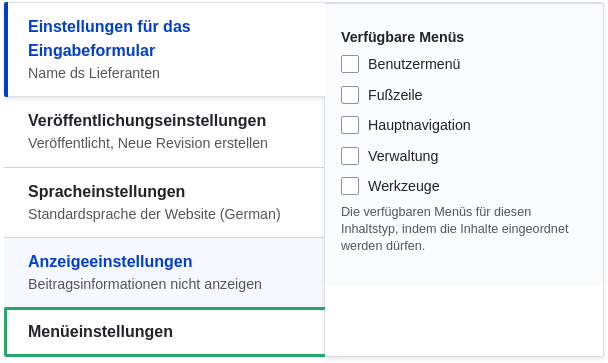 Einstellungen für das
Eingabeformular
Name ds Lieferanten
Veröffentlichungseinstellungen
Veröffentlicht, Neue Revision erstellen
Spracheinstellungen
Standardsprache der Website (German)
Anzeigeeinstellungen
Beitragsinformationen nicht anzeigen
Menüeinstellungen
Verfügbare Menüs
Benutzermenü
Fußzeile
Hauptnavigation
Verwaltung
Werkzeuge
Die verfügbaren Menüs für diesen
Inhaltstyp, indem die Inhalte eingeordnet
werden dürfen.